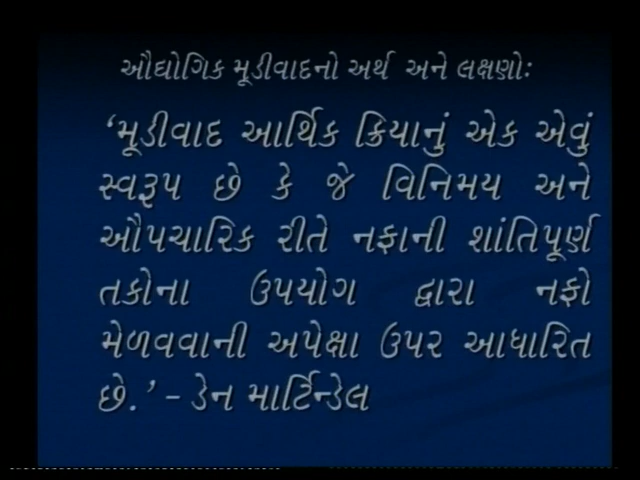 ઔદ્યોગિક મૂડીવાદનો અર્થ અને લક્ષણો:
‘મૂડીવાદ આર્થિક ક્રિયાનું એક એવું
સ્વરૂપ છે કે જે વિનિમય અને
ઔપચારિક રીતે નફાની શાંતિપૂર્ણ
તકોના ઉપયોગ દ્વારા નફો
મેળવવાની અપેક્ષા ઉપર આધારિત
છે.’ – ડેન માર્ટિન્ડેલ